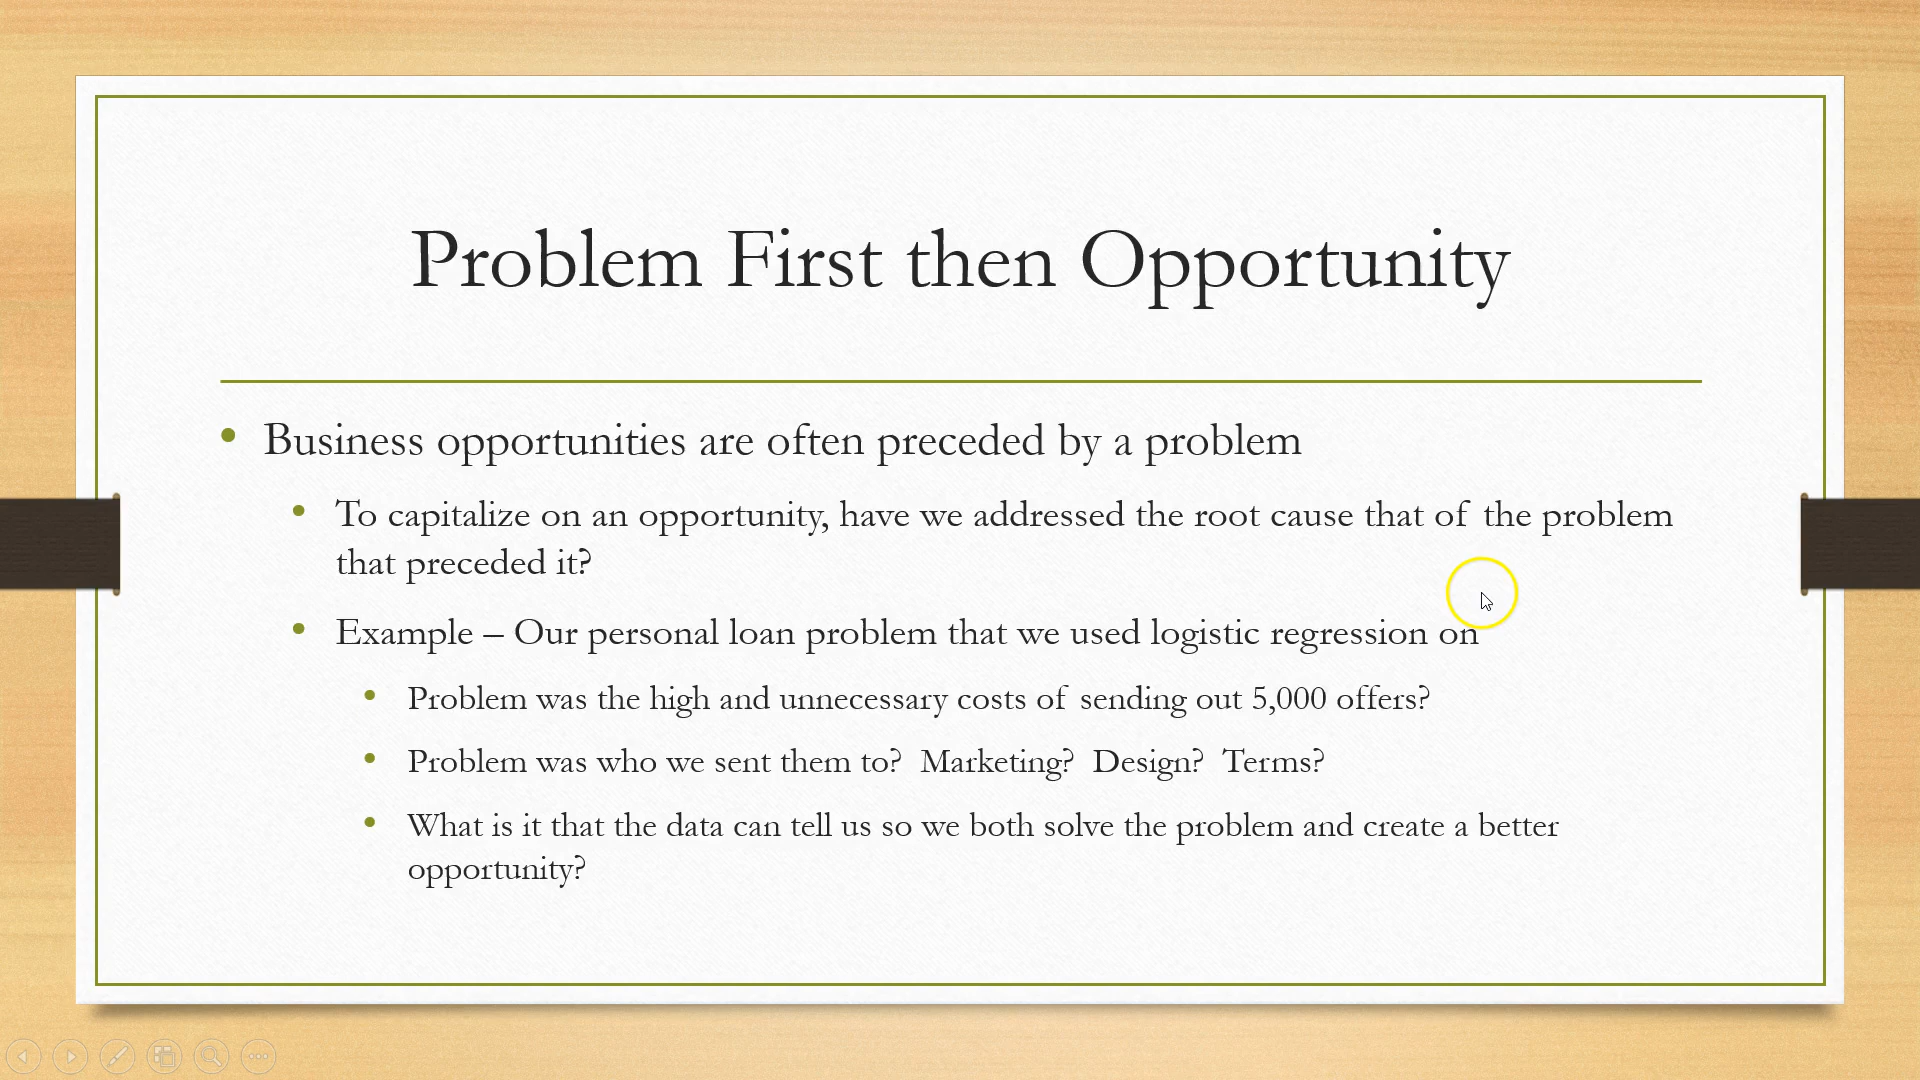 Problem First then Opportunity
• Business opportunities are often preceded by a problem
• To capitalize on an opportunity, have we addressed the root cause that of the problem
that preceded it?
• Example – Our personal loan problem that we used logistic regression on
• Problem was the high and unnecessary costs of sending out 5,000 offers?
• Problem was who we sent them to? Marketing? Design? Terms?
• What is it that the data can tell us so we both solve the problem and create a better
opportunity?